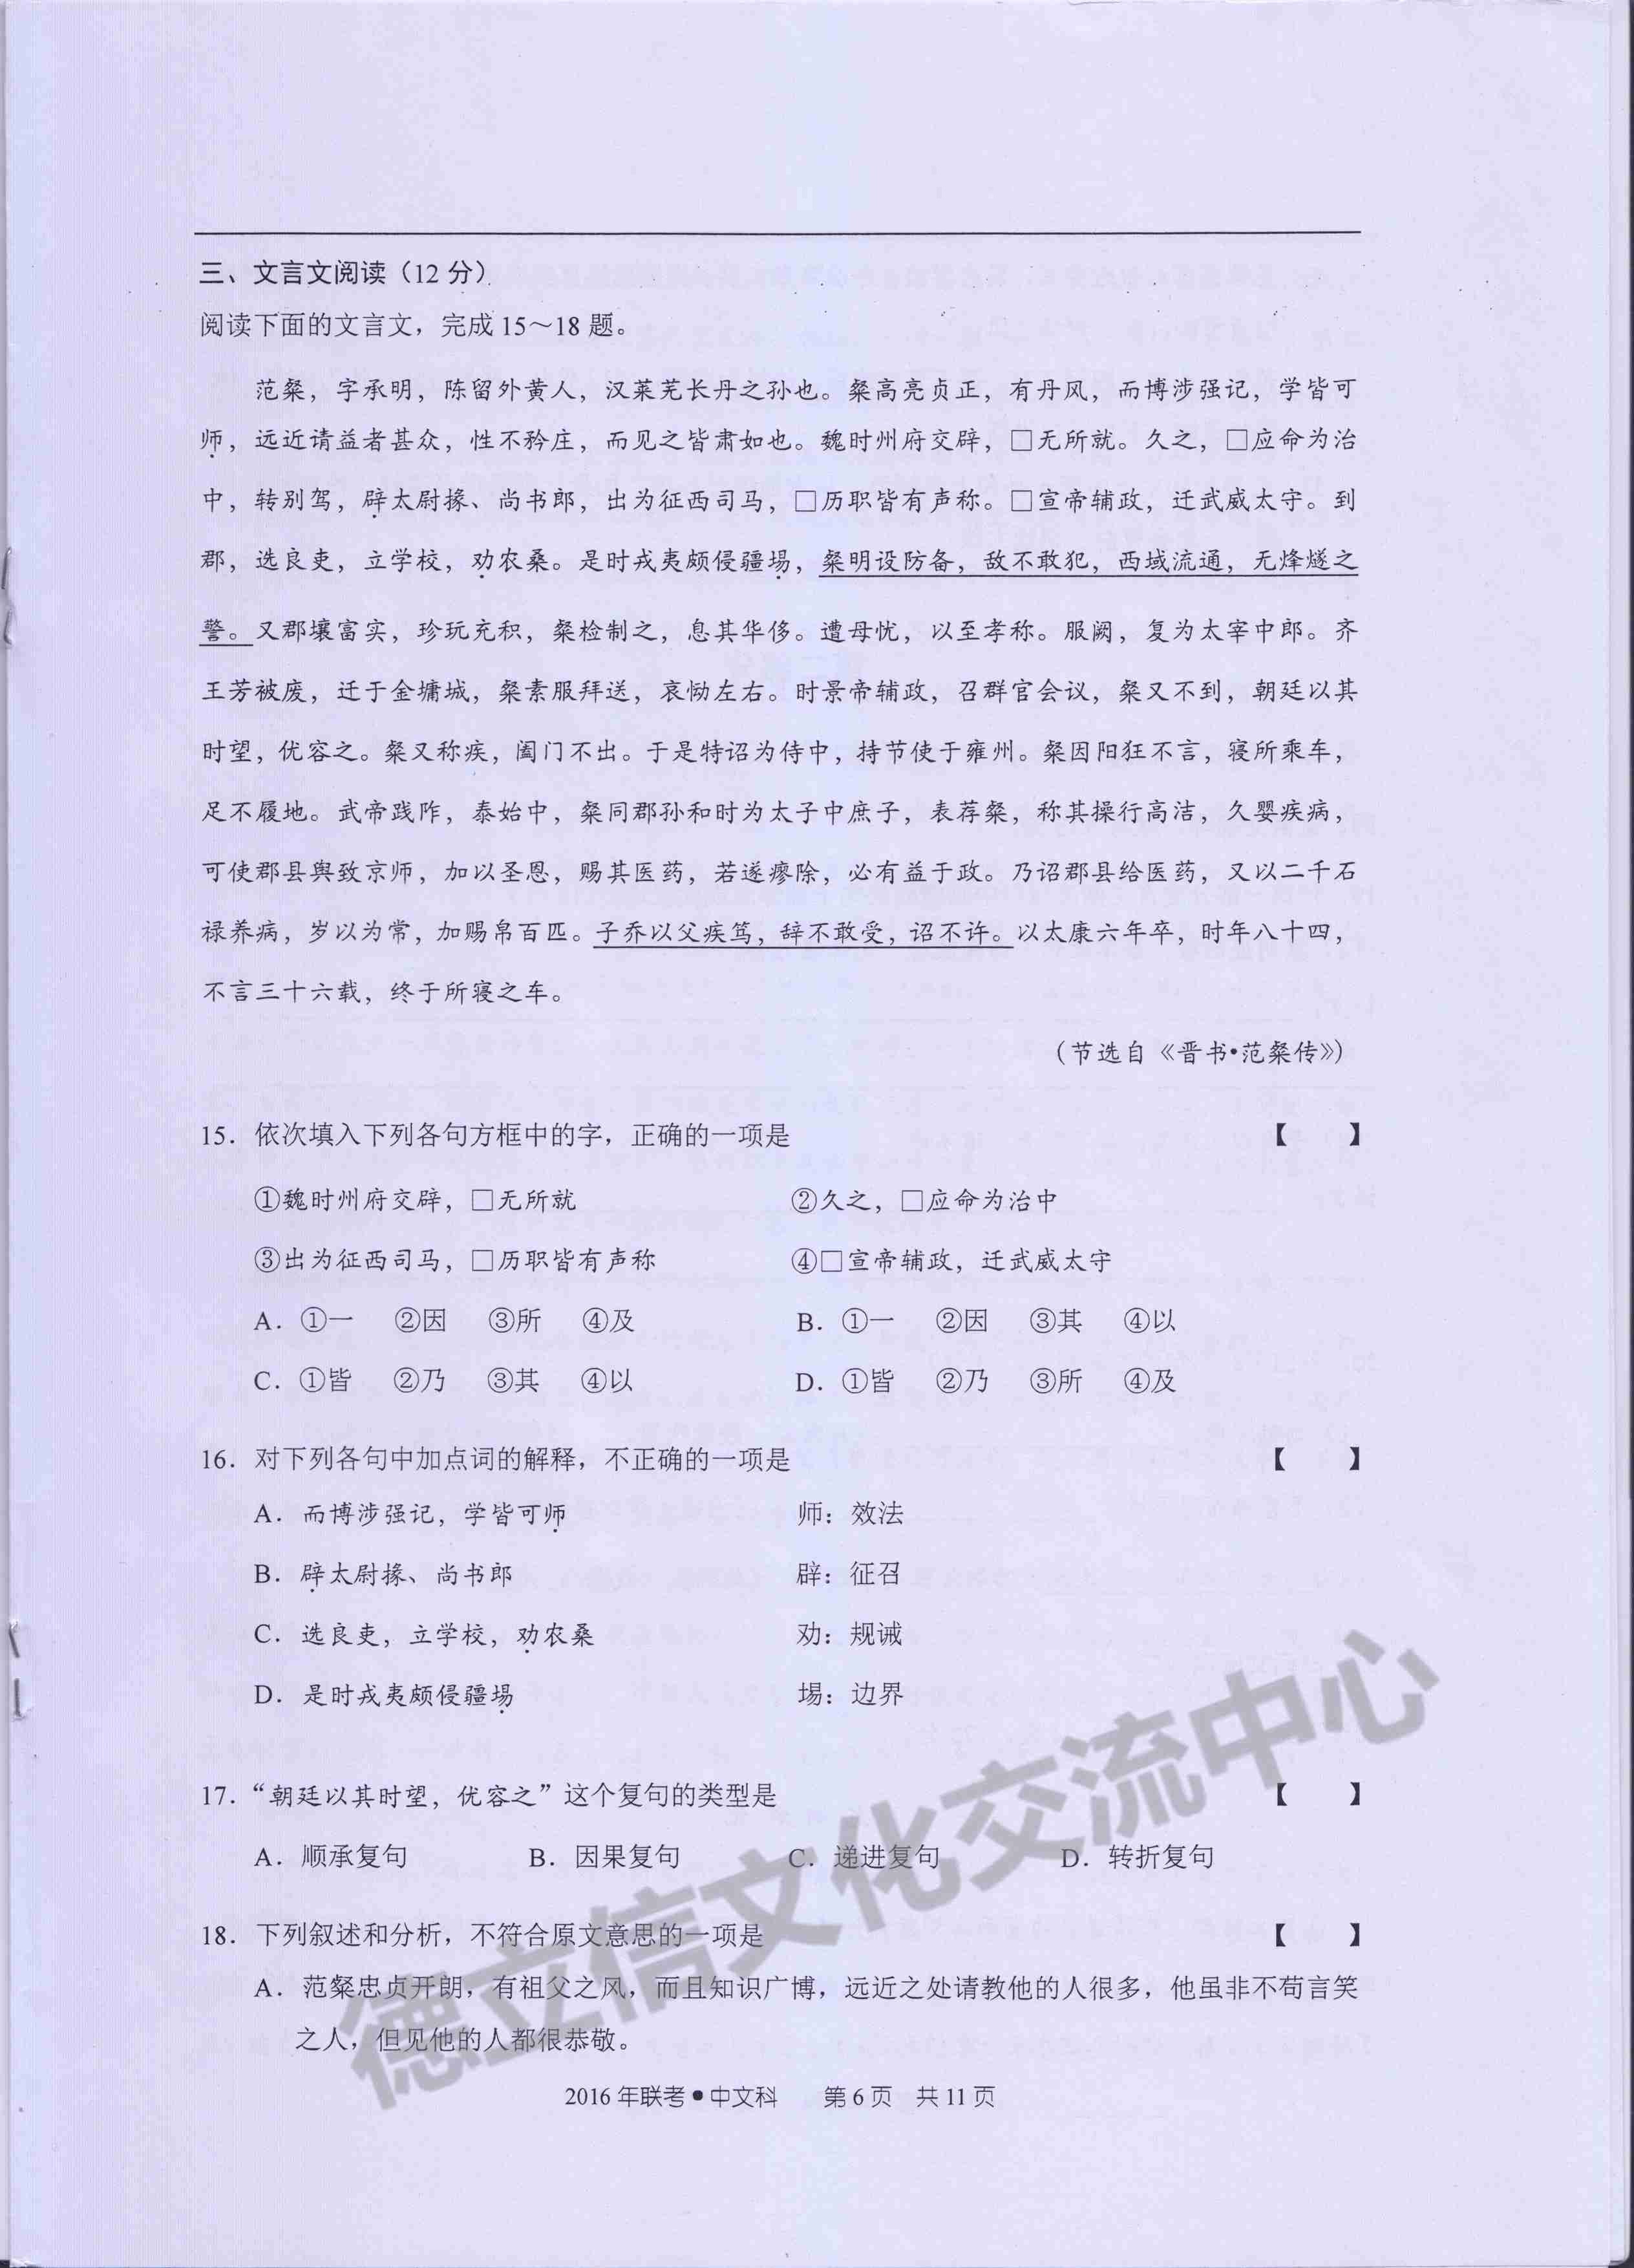 三、文言文阅读（12 分）
阅读下面的文言文，完成 15～18 题。
范粲，字承明，陈留外黄人，汉莱芜长丹之孙也。粲高亮贞正，有丹风，而博涉强记，学皆可
师，远近请益者甚众，性不矜庄，而见之皆肃如也。魏时州府交辟，□无所就。久之，□应命为治
中，转别驾，辟太尉掾、尚书郎，出为征西司马，□历职皆有声称。□宣帝辅政，迁武威太守。到
郡，选良吏，立学校，劝农桑。是时戎夷颇侵疆埸，粲明设防备，敌不敢犯，西域流通，无烽燧之
警。又郡壤富实，珍玩充积，粲检制之，息其华侈。遭母忧，以至孝称。服阕，复为太宰中郎。齐
王芳被废，迁于金墉城，粲素服拜送，哀恸左右。时景帝辅政，召群官会议，粲又不到，朝廷以其
时望，优容之。粲又称疾，阖门不出。于是特诏为侍中，持节使于雍州。粲因阳狂不言，寝所乘车，
足不履地。武帝践阼，泰始中，粲同郡孙和时为太子中庶子，表荐粲，称其操行高洁，久婴疾病，
可使郡县舆致京师，加以圣恩，赐其医药，若遂瘳除，必有益于政。乃诏郡县给医药，又以二千石
禄养病，岁以为常，加赐帛百匹。子乔以父疾笃，辞不敢受，诏不许。以太康六年卒，时年八十四，
不言三十六载，终于所寝之车。
（节选自《晋书•范粲传》）
15．依次填入下列各句方框中的字，正确的一项是 【 】
①魏时州府交辟，□无所就 ②久之，□应命为治中
③出为征西司马，□历职皆有声称 ④□宣帝辅政，迁武威太守
A．①一 ②因 ③所 ④及 B．①一 ②因 ③其 ④以
C．①皆 ②乃 ③其 ④以 D．①皆 ②乃 ③所 ④及
16．对下列各句中加点词的解释，不正确的一项是 【 】
A．而博涉强记，学皆可师 师：效法
B．辟太尉掾、尚书郎 辟：征召
C．选良吏，立学校，劝农桑 劝：规诫
D．是时戎夷颇侵疆埸 埸：边界
17．“朝廷以其时望，优容之”这个复句的类型是 【 】
A．顺承复句 B．因果复句 C．递进复句 D．转折复句
18．下列叙述和分析，不符合原文意思的一项是 【 】
A．范粲忠贞开朗，有祖父之风，而且知识广博，远近之处请教他的人很多，他虽非不苟言笑
之人，但见他的人都很恭敬。
德立信文化交流中心
2016 年联考•中文科 第 6 页 共 11 页